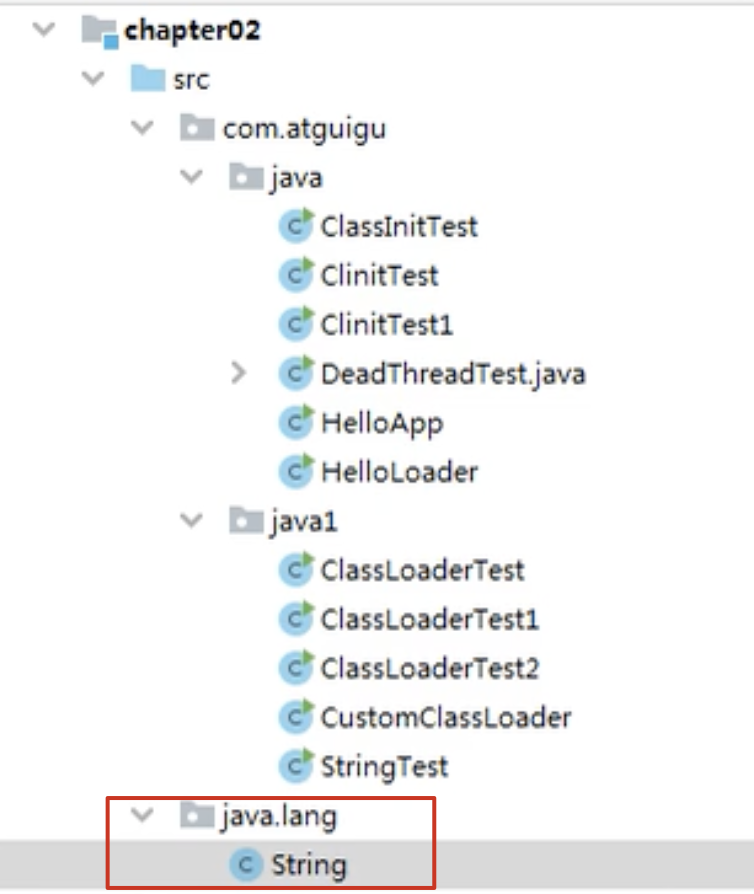 chapter02
src
com.atguigu
java
ClassInitTest
ClinitTest
ClinitTest1
DeadThreadTest.java
HelloApp
HelloLoader
java1
ClassLoaderTest
ClassLoaderTest1
ClassLoaderTest2
CustomClassLoader
StringTest
java.lang
String